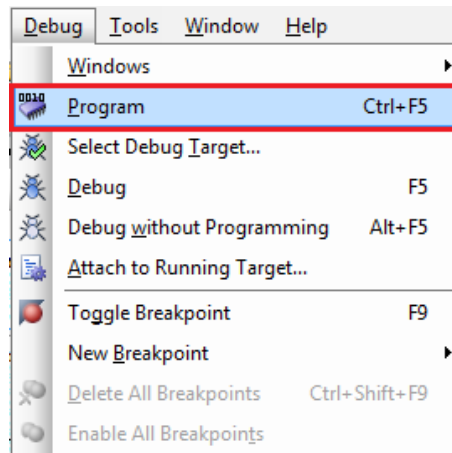 Debug Tools Window Help
Windows
0010 Program Ctrl+F5
Select Debug Target...
Debug F5
Debug without Programming Alt+F5
Attach to Running Target...
Toggle Breakpoint F9
New Breakpoint
Delete All Breakpoints Ctrl+Shift+F9
Enable All Breakpoints